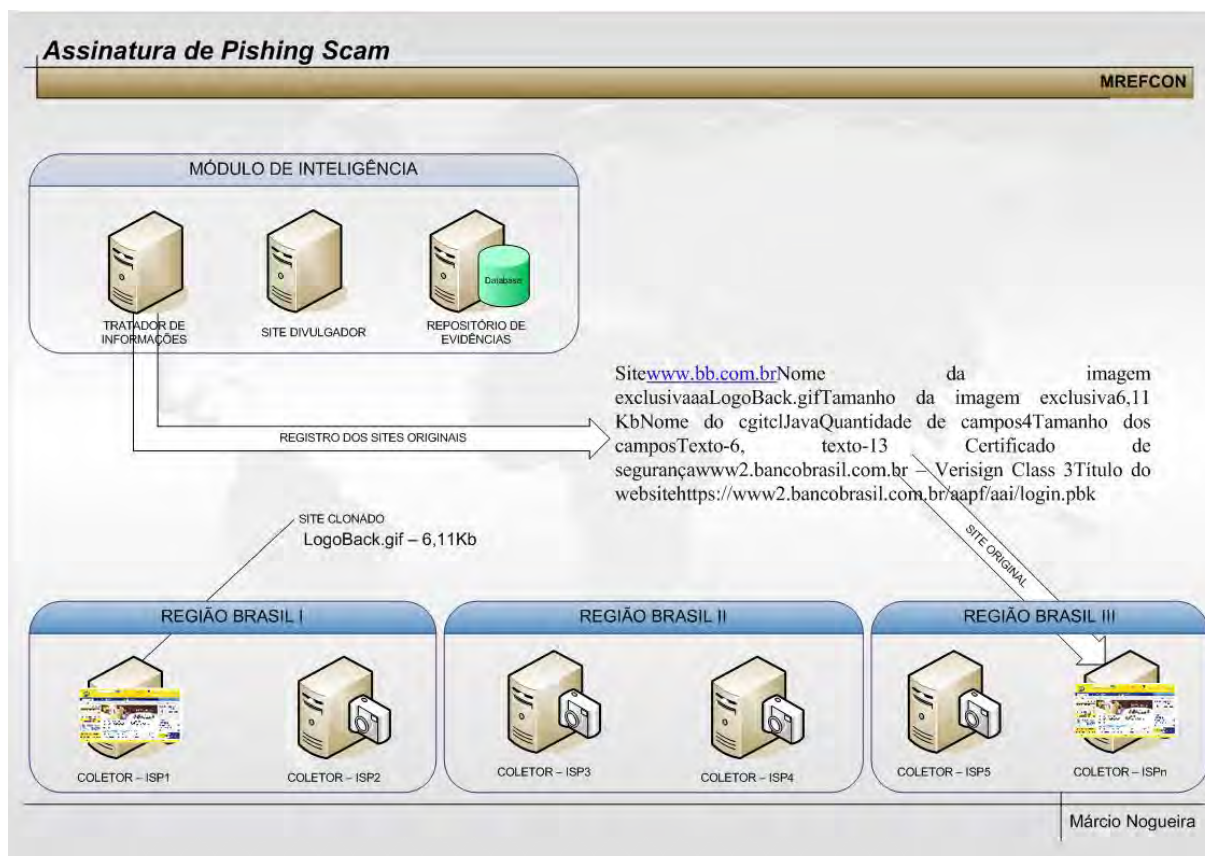 Assinatura de Pishing Scam
MREFCON
MÓDULO DE INTELIGÊNCIA
Database
TRATADOR DE
INFORMAÇÕES
SITE DIVULGADOR
REPOSITÓRIO DE
EVIDÊNCIAS
Sitewww.bb.com.brNome da imagem
exclusivaaaLogoBack.gifTamanho da imagem exclusiva6,11
KbNome do cgitclJavaQuantidade de campos4Tamanho dos
camposTexto-6, texto-13 Certificado de
segurançawww2.bancobrasil.com.br – Verisign Class 3Titulo do
websitehttps://www2.bancobrasil.com.br/aapf/aai/login.pbk
REGISTRO DOS SITES ORIGINAIS
SITE CLONADO
LogoBack.gif – 6,11Kb
SITE ORIGINAL
REGIÃO BRASIL I
REGIÃO BRASIL II
REGIÃO BRASIL III
COLETOR – ISP1
COLETOR – ISP2
COLETOR – ISP3
COLETOR – ISP4
COLETOR – ISP5
COLETOR – ISPn
Márcio Nogueira